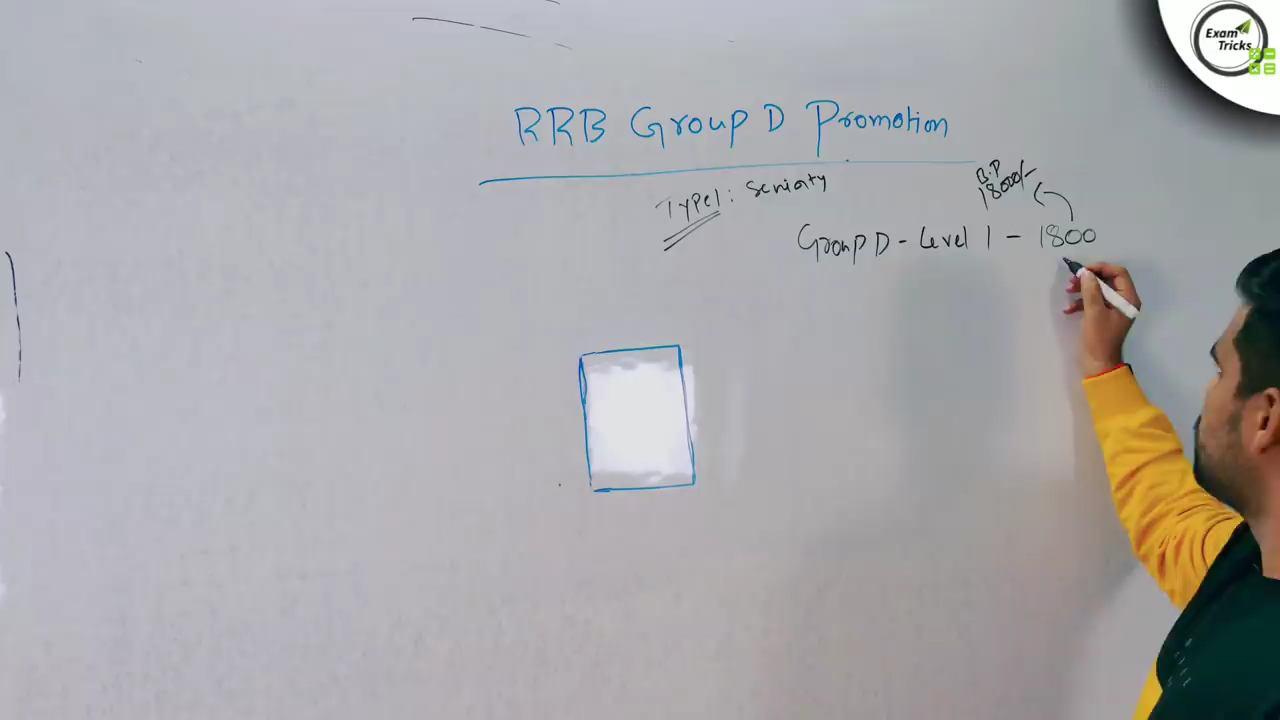 Exam
Tricks
RRB Group D Promotion
Type1: Seniorty
B.P
18000/-
Group D - Level 1 - 1800